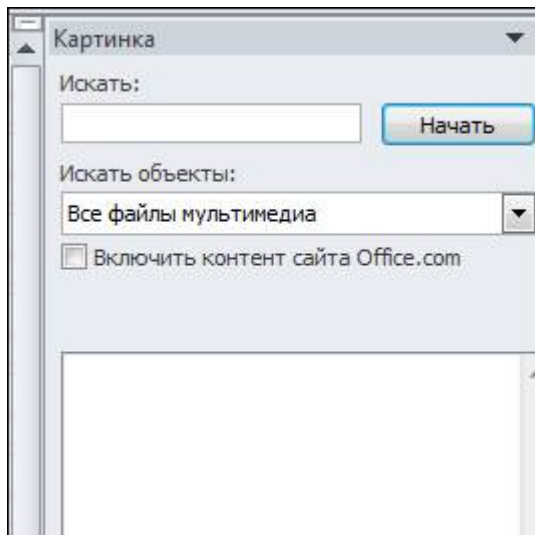 Картинка
Искать:
Начать
Искать объекты:
Все файлы мультимедиа
Включить контент сайта Office.com